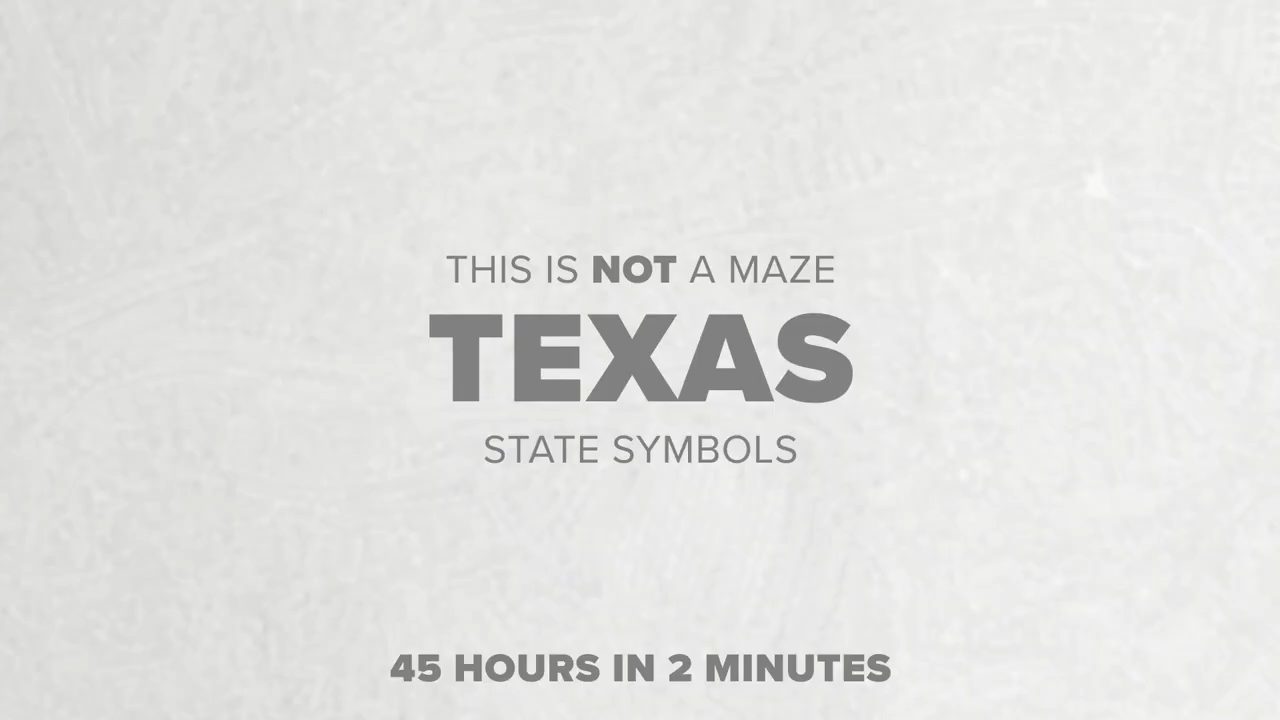 THIS IS NOT A MAZE
TEXAS
STATE SYMBOLS
45 HOURS IN 2 MINUTES